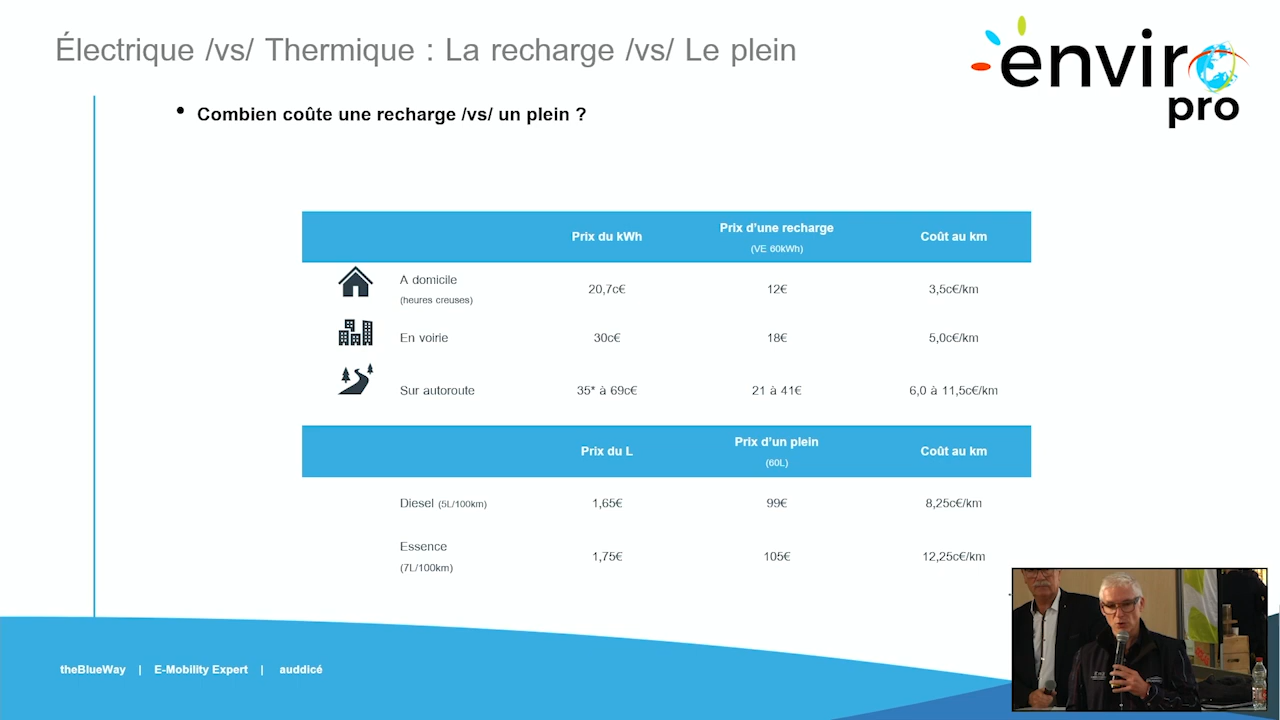 Électrique /vs/ Thermique : La recharge /vs/ Le plein
enviro
pro
• Combien coûte une recharge /vs/ un plein ?
Prix du kWh
Prix d'une recharge
(VE 60kWh)
Coût au km
A domicile
(heures creuses)
20,7c€
12€
3,5c€/km
En voirie
30c€
18€
5,0c€/km
Sur autoroute
35* à 69c€
21 à 41€
6,0 à 11,5c€/km
Prix du L
Prix d'un plein
(60L)
Coût au km
Diesel (5L/100km)
1,65€
99€
8,25c€/km
Essence
(7L/100km)
1,75€
105€
12,25c€/km
theBlueWay | E-Mobility Expert | auddicé